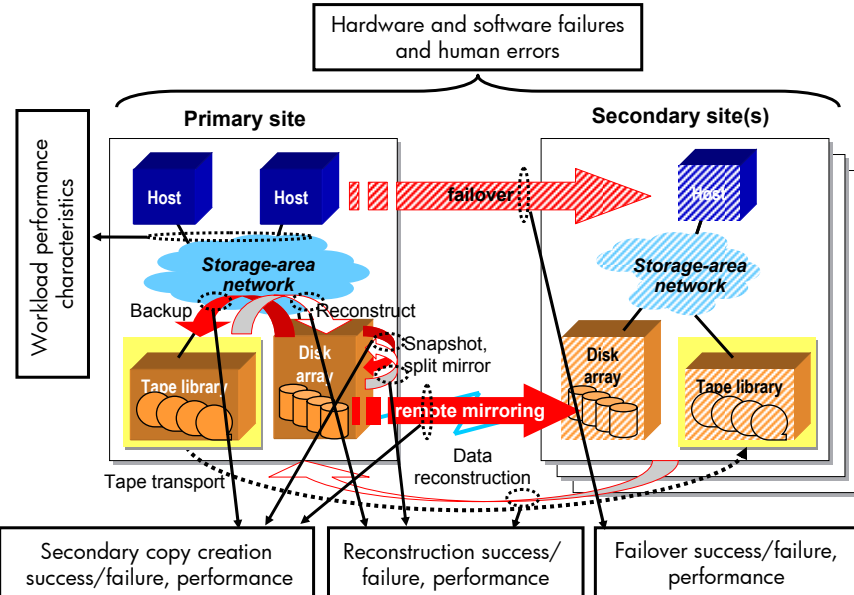 Hardware and software failures
and human errors
Primary site
Secondary site(s)
Workload performance
characteristics
Host
Host
failover
Host
Storage-area
network
Storage-area
network
Backup
Reconstruct
Snapshot,
split mirror
Disk
array
Tape library
remote mirroring
Disk
array
Tape library
Tape transport
Data
reconstruction
Secondary copy creation
success/failure, performance
Reconstruction success/
failure, performance
Failover success/failure,
performance